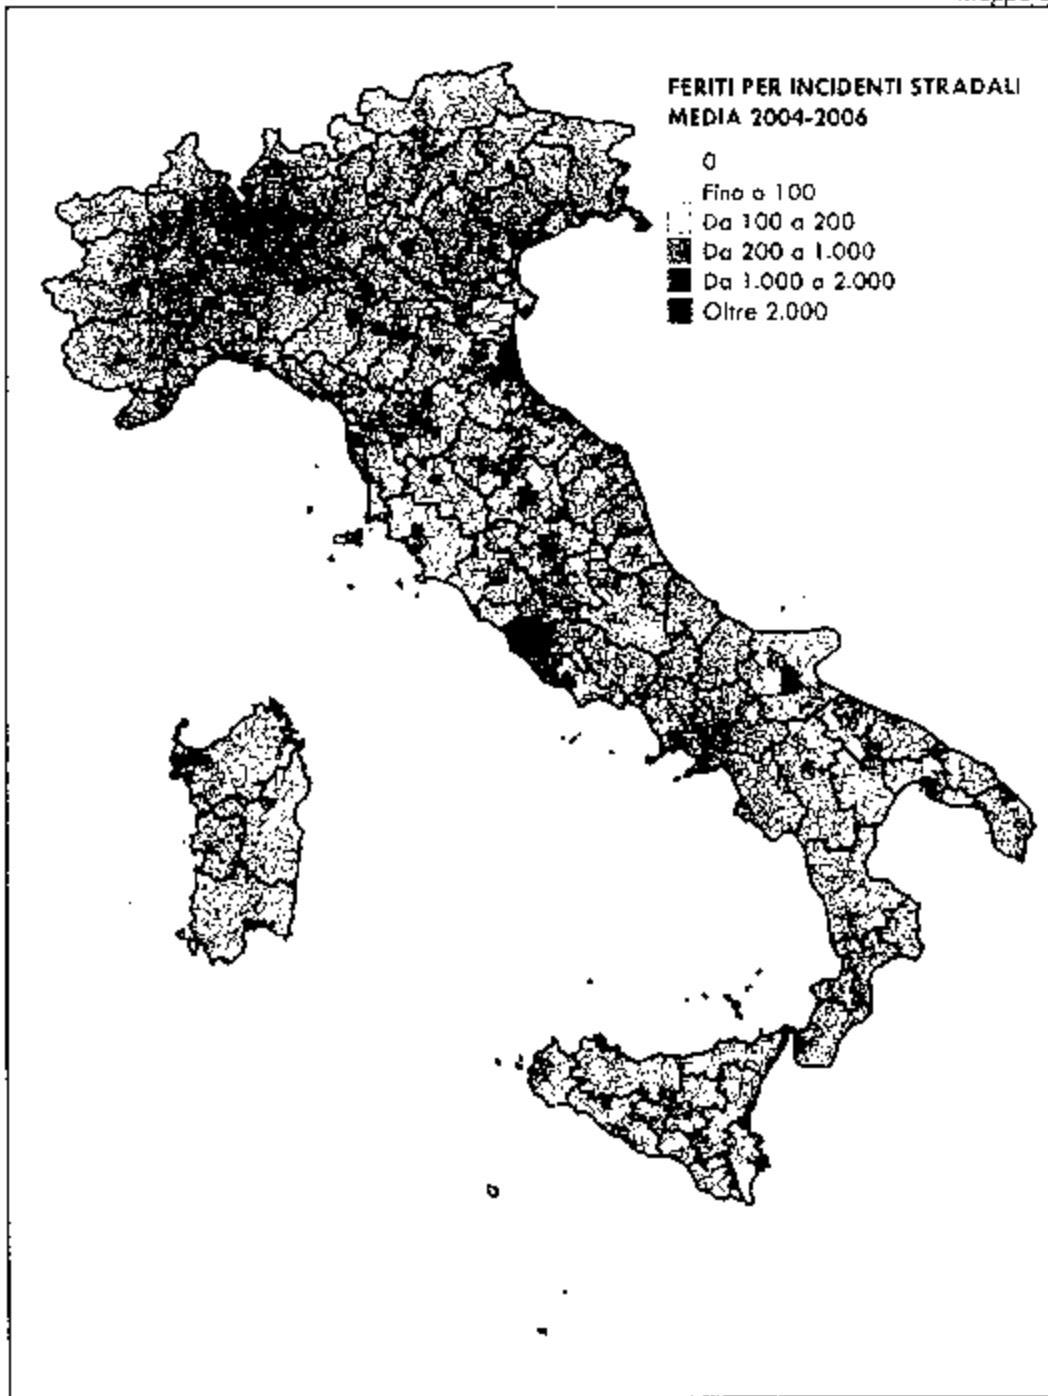 FERITI PER INCIDENTI STRADALI
MEDIA 2004-2006
0
Fino a 100
Da 100 a 200
Da 200 a 1.000
Da 1.000 a 2.000
Oltre 2.000